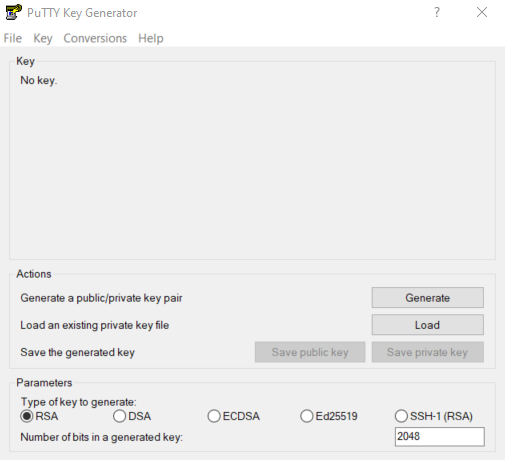 PuTTY Key Generator ?
File Key Conversions Help
Key
No key.
Actions
Generate a public/private key pair Generate
Load an existing private key file Load
Save the generated key Save public key Save private key
Parameters
Type of key to generate:
RSA DSA ECDSA Ed25519 SSH-1 (RSA)
Number of bits in a generated key: 2048